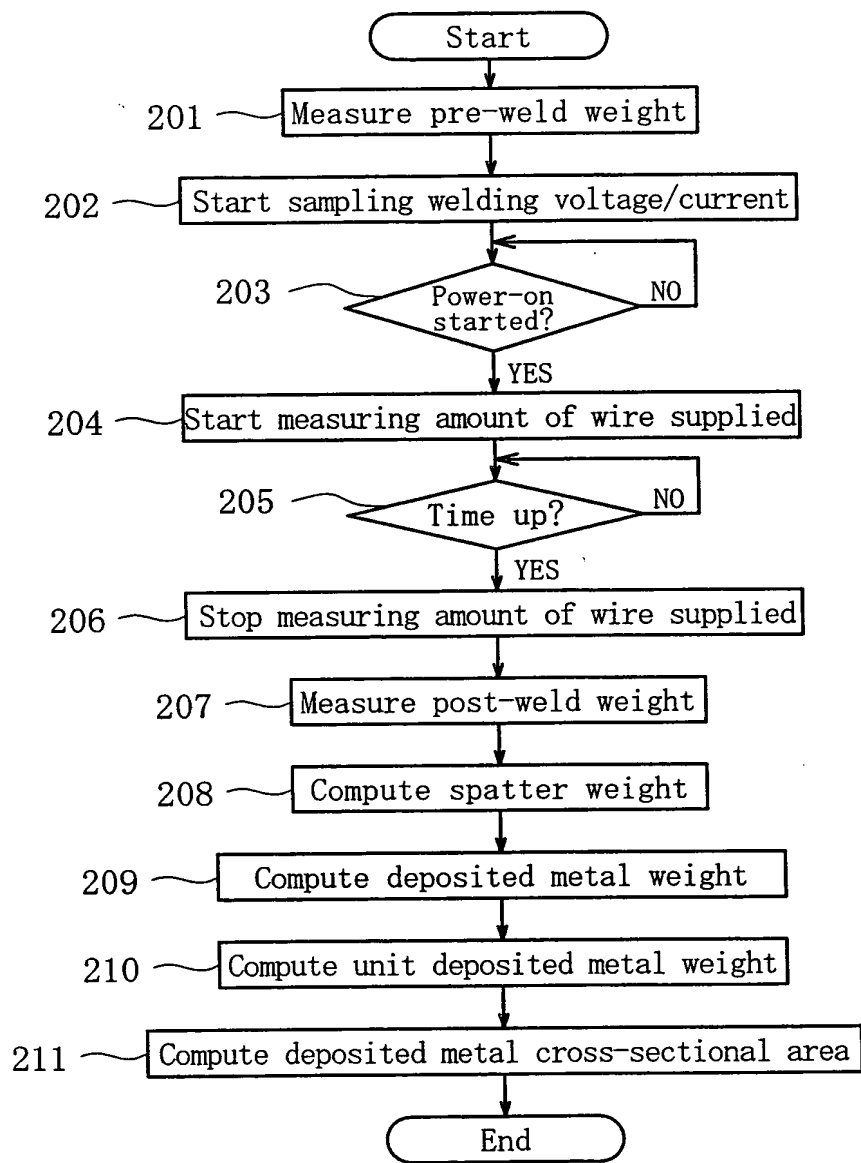 Start
201 Measure pre-weld weight
202 Start sampling welding voltage/current
203 Power-on
started?
NO
YES
204 Start measuring amount of wire supplied
205 Time up?
NO
YES
206 Stop measuring amount of wire supplied
207 Measure post-weld weight
208 Compute spatter weight
209 Compute deposited metal weight
210 Compute unit deposited metal weight
211 Compute deposited metal cross-sectional area
End